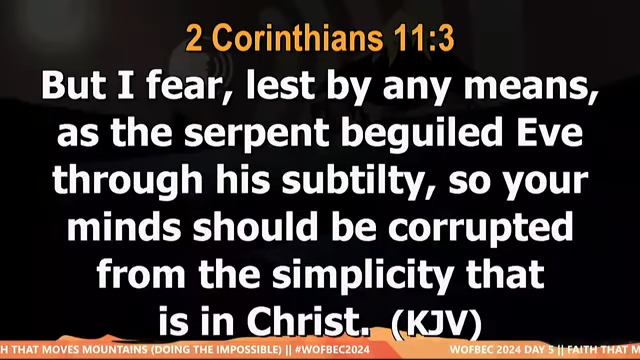 2 Corinthians 11:3
But I fear, lest by any means,
as the serpent beguiled Eve
through his subtilty, so your
minds should be corrupted
from the simplicity that
is in Christ. (KJV)
H THAT MOVES MOUNTAINS (DOING THE IMPOSSIBLE) || #WOFBEC2024 WOFBEC 2024 DAY 5 || FAITH THAT M